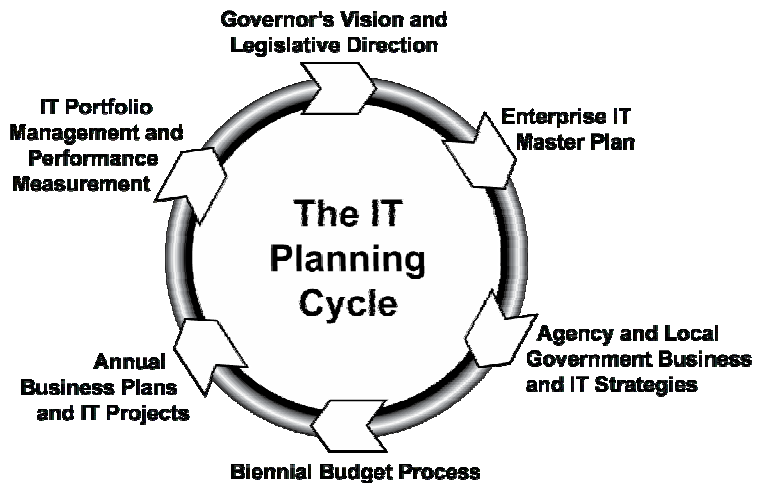 Governor's Vision and
Legislative Direction
Enterprise IT
Master Plan
Agency and Local
Government Business
and IT Strategies
Biennial Budget Process
Annual
Business Plans
and IT Projects
IT Portfolio
Management and
Performance
Measurement
The IT
Planning
Cycle